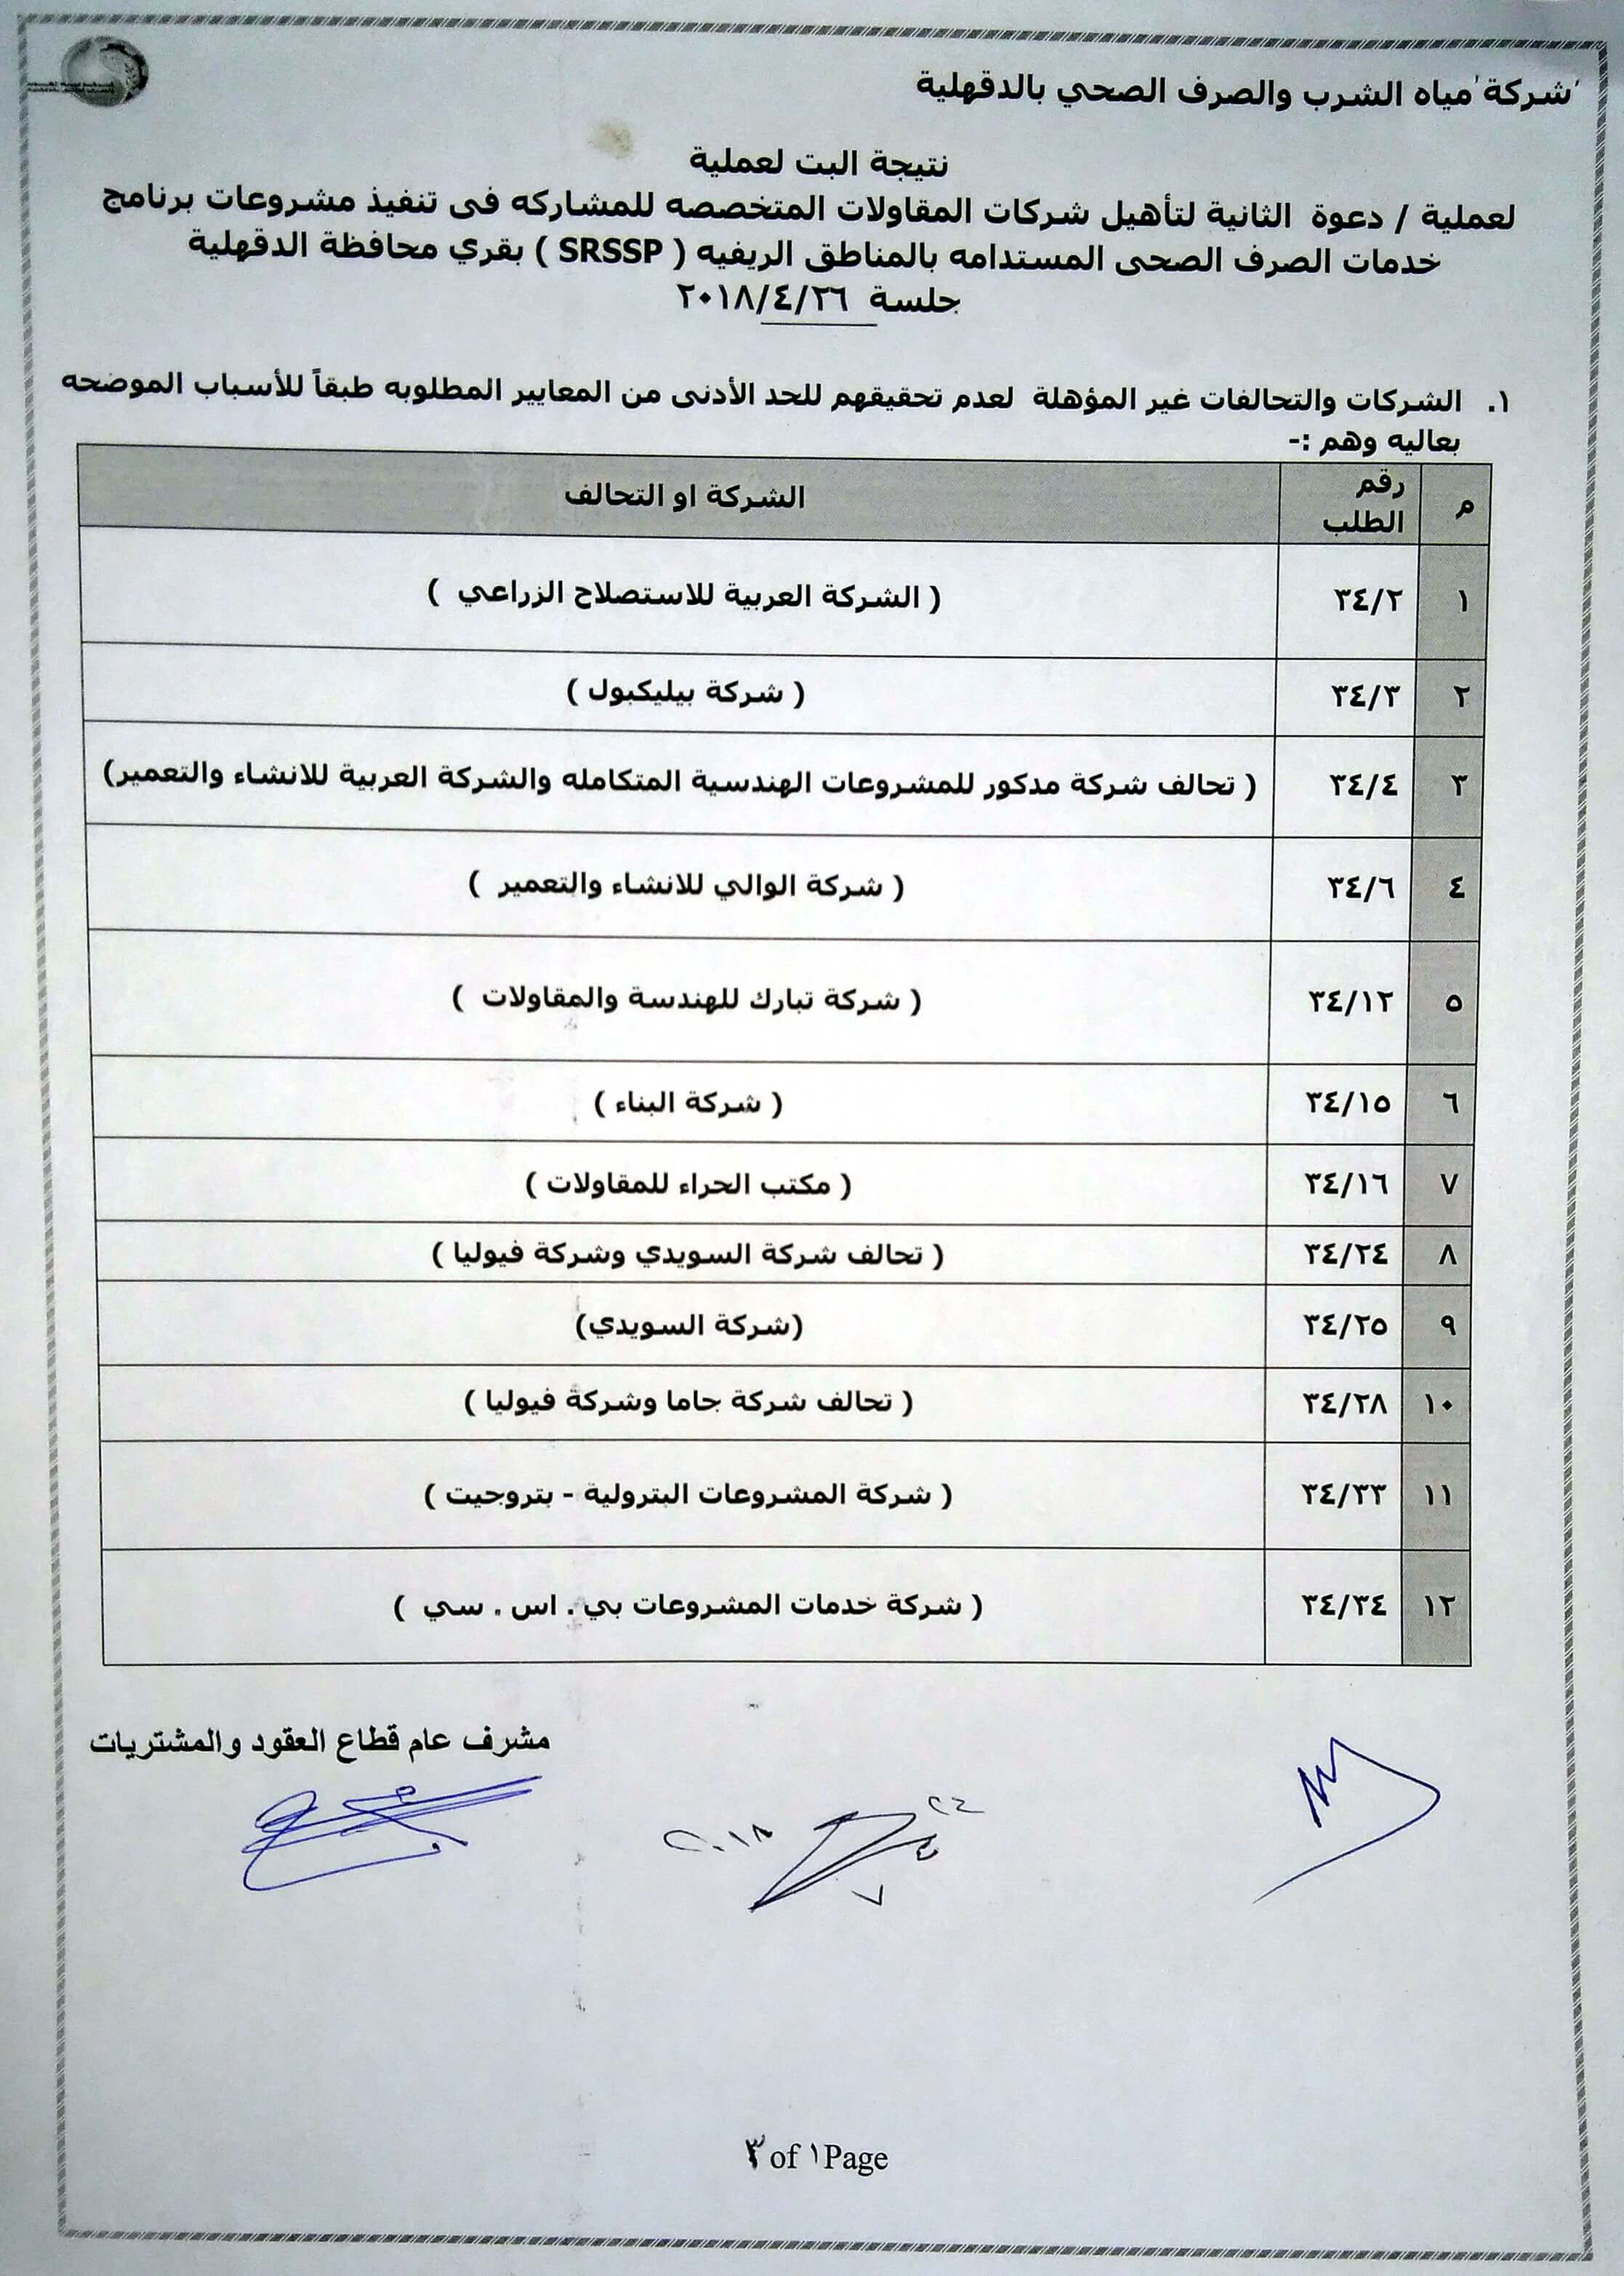 شركة مياه الشرب والصرف الصحي بالدقهلية
نتيجة البت لعملية
لعملية / دعوة الثانية لتأهيل شركات المقاولات المتخصصه للمشاركه فى تنفيذ مشروعات برنامج
خدمات الصرف الصحى المستدامه بالمناطق الريفيه ( SRSSP ) بقري محافظة الدقهلية
جلسة ٢٠١٨/٤/٢٦
١. الشركات والتحالفات غير المؤهلة لعدم تحقيقهم للحد الأدنى من المعايير المطلوبه طبقاً للأسباب الموضحه
بعاليه وهم :-
م رقم الطلب الشركة او التحالف
١ ٣٤/٢ ( الشركة العربية للاستصلاح الزراعي )
٢ ٣٤/٣ ( شركة بيليكبول )
٣ ٣٤/٤ ( تحالف شركة مدكور للمشروعات الهندسية المتكامله والشركة العربية للانشاء والتعمير)
٤ ٣٤/٦ ( شركة الوالي للانشاء والتعمير )
٥ ٣٤/١٢ ( شركة تبارك للهندسة والمقاولات )
٦ ٣٤/١٥ ( شركة البناء )
٧ ٣٤/١٦ ( مكتب الحراء للمقاولات )
٨ ٣٤/٢٤ ( تحالف شركة السويدي وشركة فيوليا )
٩ ٣٤/٢٥ (شركة السويدي)
١٠ ٣٤/٢٨ ( تحالف شركة جاما وشركة فيوليا )
١١ ٣٤/٣٣ ( شركة المشروعات البترولية - بتروجيت )
١٢ ٣٤/٣٤ ( شركة خدمات المشروعات بي . اس . سي )
مشرف عام قطاع العقود والمشتريات
٢٤
٧
٢٠١٨
٣ of ١ Page